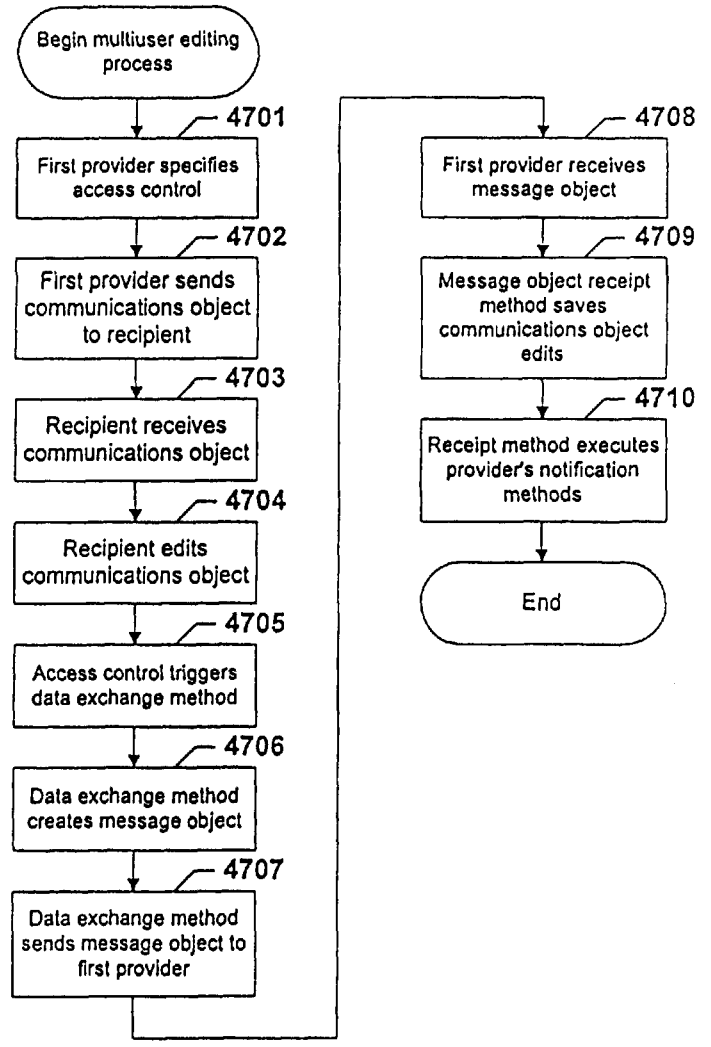 Begin multiuser editing
process
4701
First provider specifies
access control
4702
First provider sends
communications object
to recipient
4703
Recipient receives
communications object
4704
Recipient edits
communications object
4705
Access control triggers
data exchange method
4706
Data exchange method
creates message object
4707
Data exchange method
sends message object to
first provider
4708
First provider receives
message object
4709
Message object receipt
method saves
communications object
edits
4710
Receipt method executes
provider's notification
methods
End